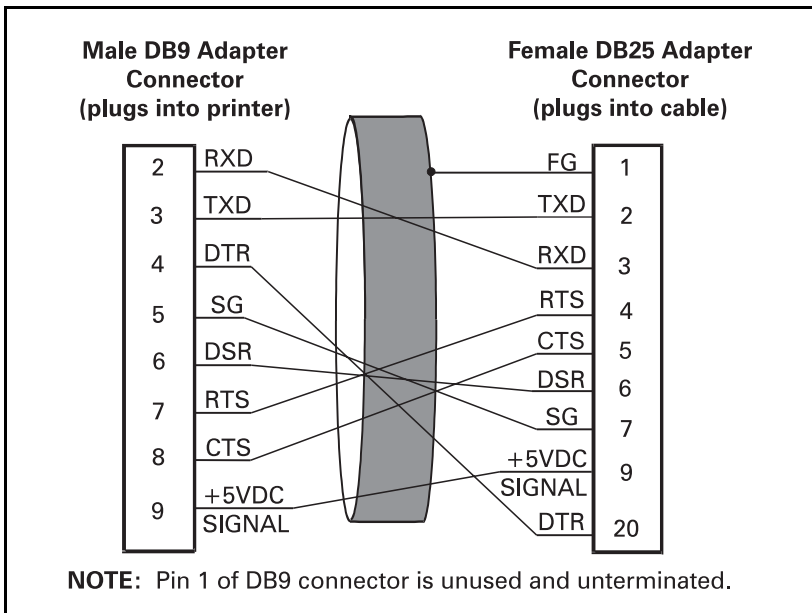 Male DB9 Adapter
Connector
(plugs into printer)
Female DB25 Adapter
Connector
(plugs into cable)
2 RXD
3 TXD
4 DTR
5 SG
6 DSR
7 RTS
8 CTS
9 +5VDC
SIGNAL
FG 1
TXD 2
RXD 3
RTS 4
CTS 5
DSR 6
SG 7
+5VDC 9
SIGNAL
DTR 20
NOTE: Pin 1 of DB9 connector is unused and unterminated.